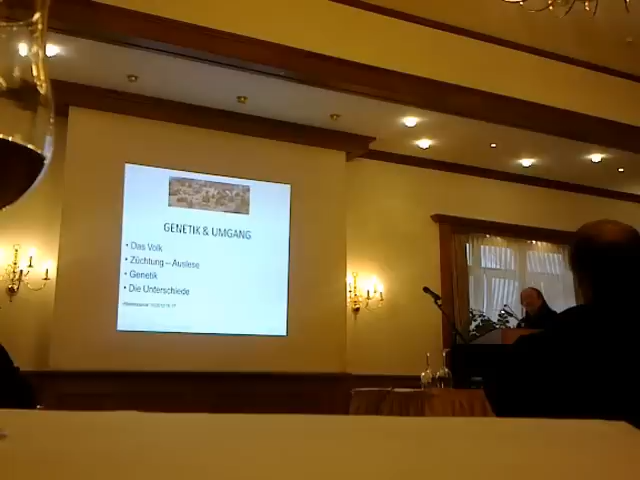 GENETIK & UMGANG
• Das Volk
• Züchtung – Auslese
• Genetik
• Die Unterschiede